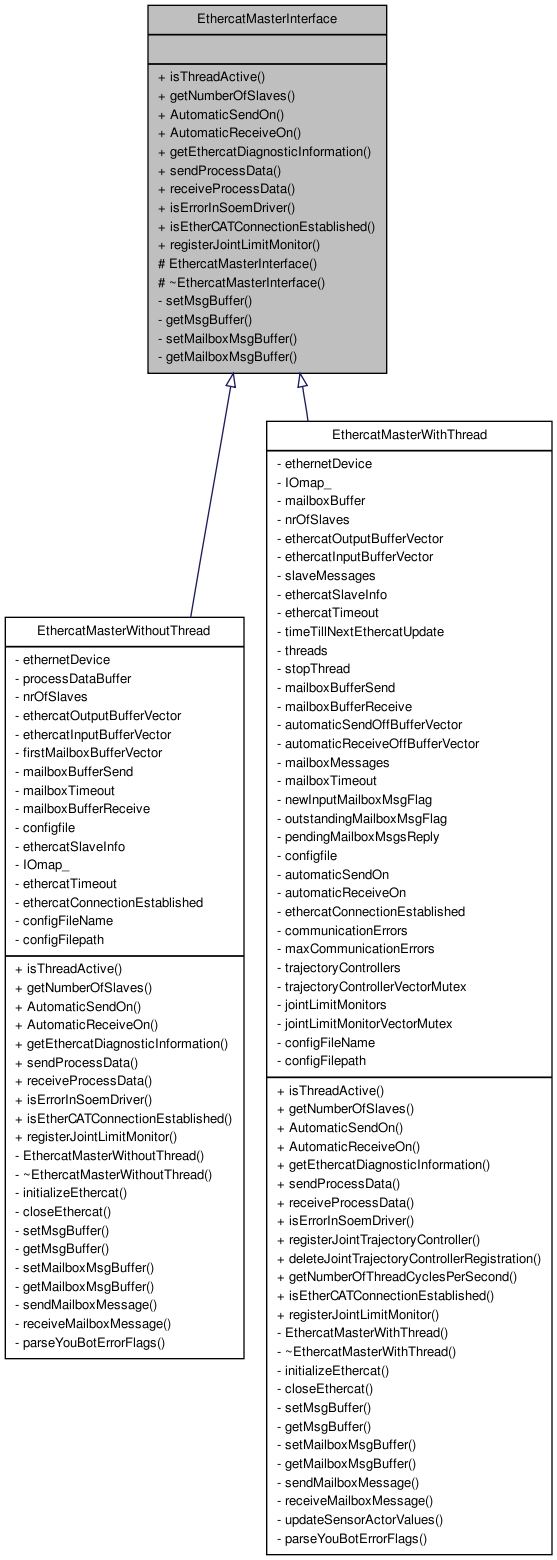 EthercatMasterInterface
+ isThreadActive()
+ getNumberOfSlaves()
+ AutomaticSendOn()
+ AutomaticReceiveOn()
+ getEthercatDiagnosticInformation()
+ sendProcessData()
+ receiveProcessData()
+ isErrorInSoemDriver()
+ isEtherCATConnectionEstablished()
+ registerJointLimitMonitor()
# EthercatMasterInterface()
# ~EthercatMasterInterface()
- setMsgBuffer()
- getMsgBuffer()
- setMailboxMsgBuffer()
- getMailboxMsgBuffer()
EthercatMasterWithoutThread
- ethernetDevice
- processDataBuffer
- nrOfSlaves
- ethercatOutputBufferVector
- ethercatInputBufferVector
- firstMailboxBufferVector
- mailboxBufferSend
- mailboxTimeout
- mailboxBufferReceive
- configfile
- ethercatSlaveInfo
- IOmap_
- ethercatTimeout
- ethercatConnectionEstablished
- configFileName
- configFilepath
+ isThreadActive()
+ getNumberOfSlaves()
+ AutomaticSendOn()
+ AutomaticReceiveOn()
+ getEthercatDiagnosticInformation()
+ sendProcessData()
+ receiveProcessData()
+ isErrorInSoemDriver()
+ isEtherCATConnectionEstablished()
+ registerJointLimitMonitor()
- EthercatMasterWithoutThread()
- ~EthercatMasterWithoutThread()
- initializeEthercat()
- closeEthercat()
- setMsgBuffer()
- getMsgBuffer()
- setMailboxMsgBuffer()
- getMailboxMsgBuffer()
- sendMailboxMessage()
- receiveMailboxMessage()
- parseYouBotErrorFlags()
EthercatMasterWithThread
- ethernetDevice
- IOmap_
- mailboxBuffer
- nrOfSlaves
- ethercatOutputBufferVector
- ethercatInputBufferVector
- slaveMessages
- ethercatSlaveInfo
- ethercatTimeout
- timeTillNextEthercatUpdate
- threads
- stopThread
- mailboxBufferSend
- mailboxBufferReceive
- automaticSendOffBufferVector
- automaticReceiveOffBufferVector
- mailboxMessages
- mailboxTimeout
- newInputMailboxMsgFlag
- outstandingMailboxMsgFlag
- pendingMailboxMsgsReply
- configfile
- automaticSendOn
- automaticReceiveOn
- ethercatConnectionEstablished
- communicationErrors
- maxCommunicationErrors
- trajectoryControllers
- trajectoryControllerVectorMutex
- jointLimitMonitors
- jointLimitMonitorVectorMutex
- configFileName
- configFilepath
+ isThreadActive()
+ getNumberOfSlaves()
+ AutomaticSendOn()
+ AutomaticReceiveOn()
+ getEthercatDiagnosticInformation()
+ sendProcessData()
+ receiveProcessData()
+ isErrorInSoemDriver()
+ registerJointTrajectoryController()
+ deleteJointTrajectoryControllerRegistration()
+ getNumberOfThreadCyclesPerSecond()
+ isEtherCATConnectionEstablished()
+ registerJointLimitMonitor()
- EthercatMasterWithThread()
- ~EthercatMasterWithThread()
- initializeEthercat()
- closeEthercat()
- setMsgBuffer()
- getMsgBuffer()
- setMailboxMsgBuffer()
- getMailboxMsgBuffer()
- sendMailboxMessage()
- receiveMailboxMessage()
- updateSensorActorValues()
- parseYouBotErrorFlags()